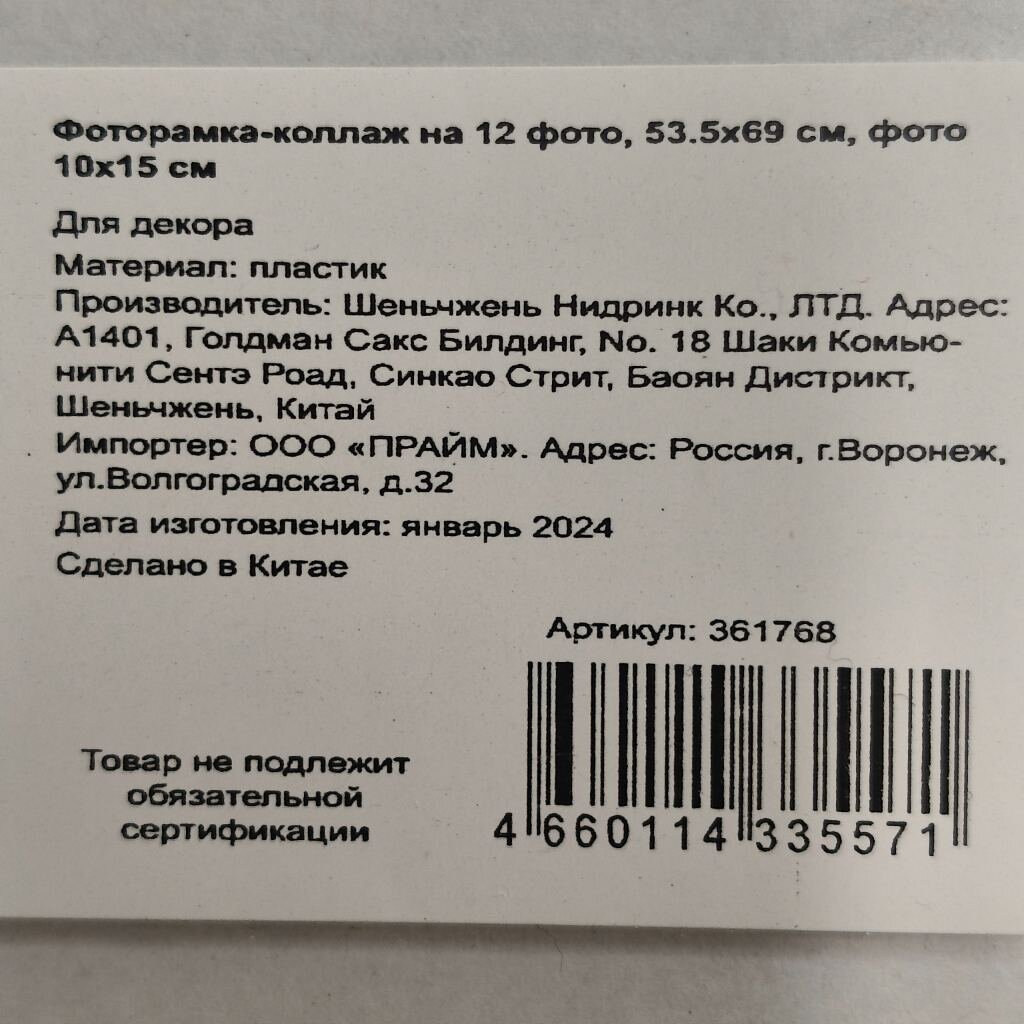 Фоторамка-коллаж на 12 фото, 53.5х69 см, фото
10х15 см
Для декора
Материал: пластик
Производитель: Шеньчжень Нидринк Ко., ЛТД. Адрес:
А1401, Голдман Сакс Билдинг, No. 18 Шаки Комью-
нити Сентэ Роад, Синкао Стрит, Баоян Дистрикт,
Шеньчжень, Китай
Импортер: ООО «ПРАЙМ». Адрес: Россия, г.Воронеж,
ул.Волгоградская, д.32
Дата изготовления: январь 2024
Сделано в Китае
Артикул: 361768
Товар не подлежит
обязательной
сертификации
4 660114 335571